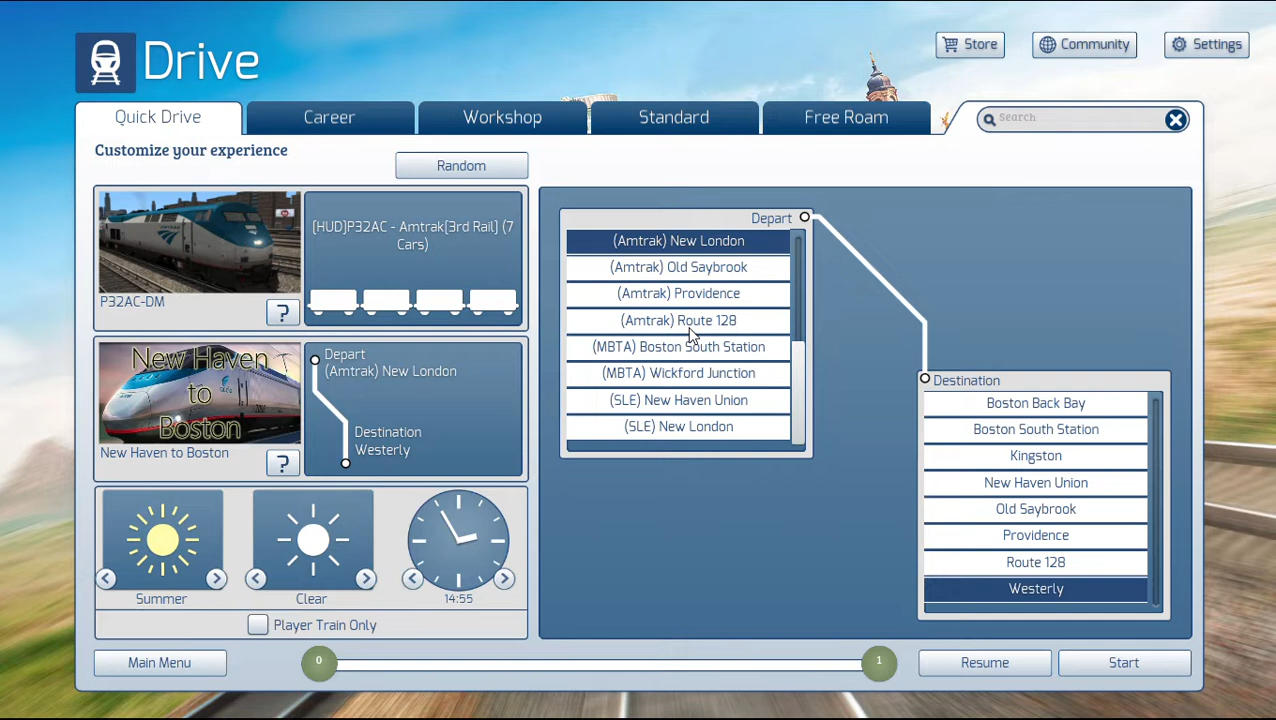 Drive
Store
Community
Settings
Quick Drive
Career
Workshop
Standard
Free Roam
Search
Customize your experience
Random
[HUD]P32AC - Amtrak[3rd Rail] (7
Cars)
P32AC-DM
?
New Haven
to
Boston
New Haven to Boston
?
Depart
(Amtrak) New London
Destination
Westerly
Summer
Clear
14:55
Player Train Only
Depart
(Amtrak) New London
(Amtrak) Old Saybrook
(Amtrak) Providence
(Amtrak) Route 128
(MBTA) Boston South Station
(MBTA) Wickford Junction
(SLE) New Haven Union
(SLE) New London
Destination
Boston Back Bay
Boston South Station
Kingston
New Haven Union
Old Saybrook
Providence
Route 128
Westerly
Main Menu
0
1
Resume
Start